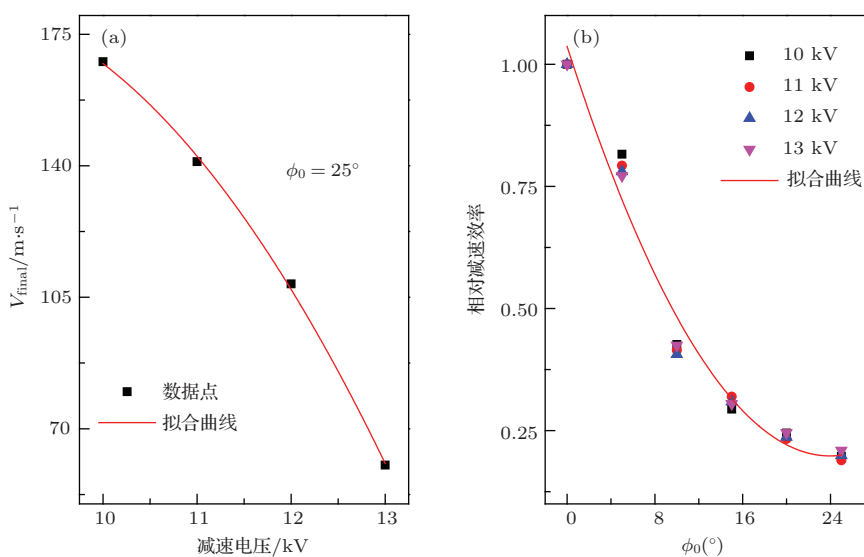 (a)
175
140
105
70
V_final/m·s⁻¹
ϕ₀ = 25°
数据点
拟合曲线
10 11 12 13
减速电压/kV
(b)
1.00
0.75
0.50
0.25
相对减速效率
10 kV
11 kV
12 kV
13 kV
拟合曲线
0 8 16 24
ϕ₀(°)